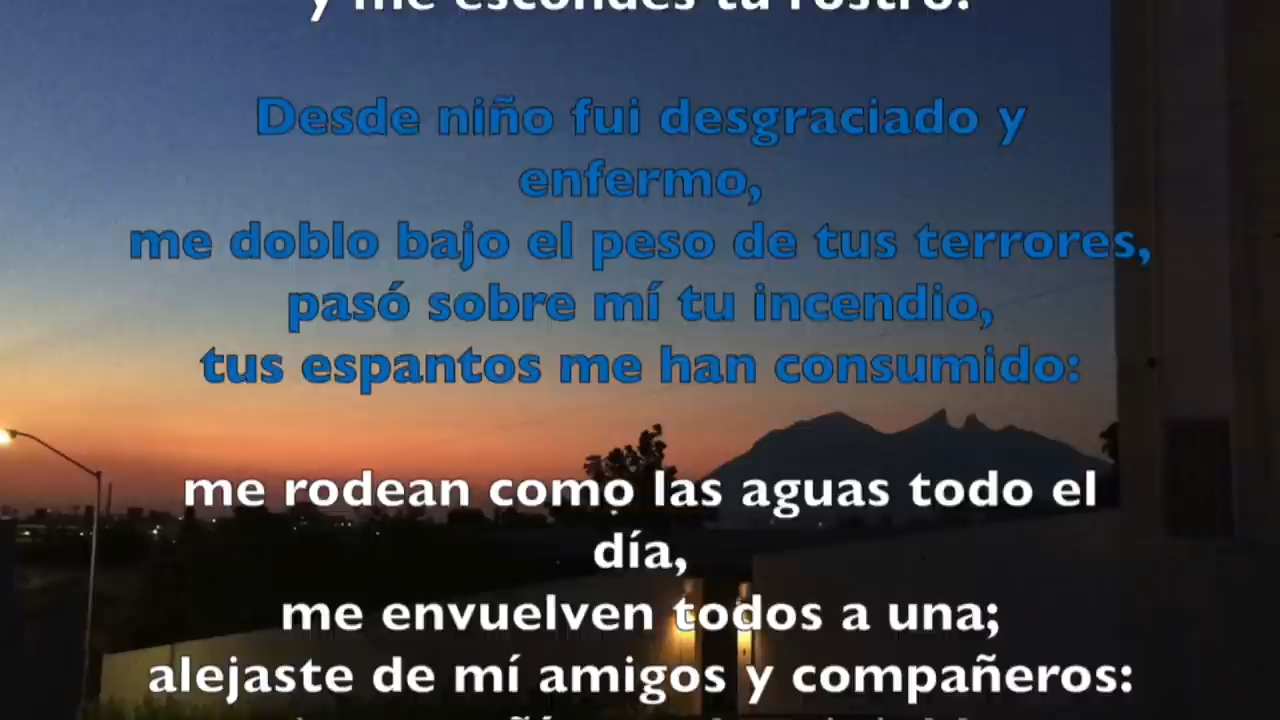 y me escondes tu rostro?
Desde niño fui desgraciado y
enfermo,
me doblo bajo el peso de tus terrores,
pasó sobre mí tu incendio,
tus espantos me han consumido:
me rodean como las aguas todo el
día,
me envuelven todos a una;
alejaste de mí amigos y compañeros: